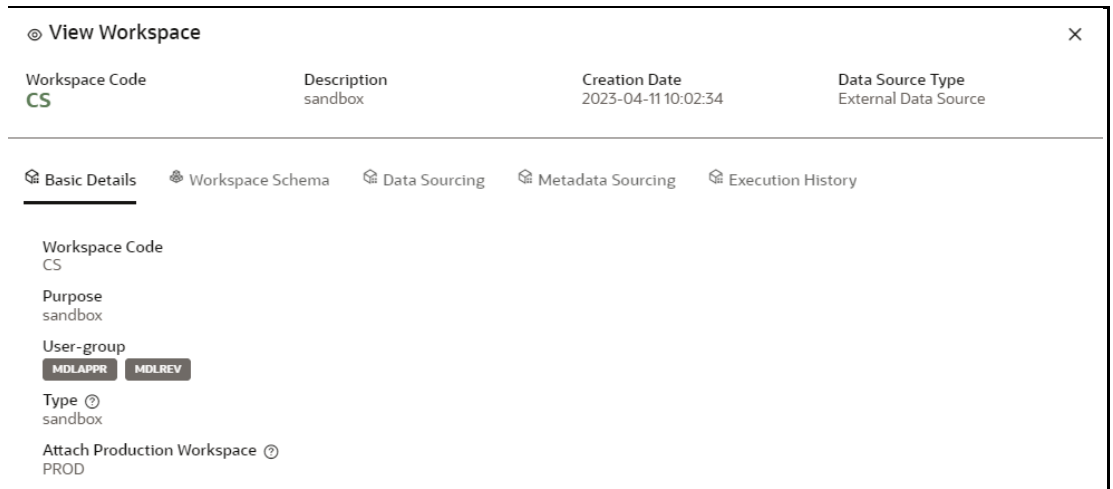 View Workspace
Workspace Code Description Creation Date Data Source Type
CS sandbox 2023-04-11 10:02:34 External Data Source
Basic Details Workspace Schema Data Sourcing Metadata Sourcing Execution History
Workspace Code
CS
Purpose
sandbox
User-group
MDLAPPR MDLREV
Type
sandbox
Attach Production Workspace
PROD